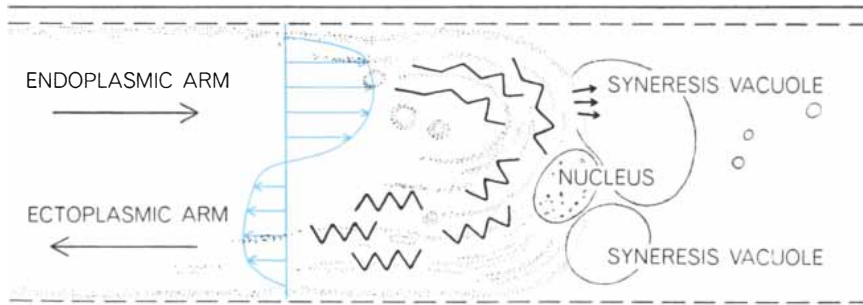 ENDOPLASMIC ARM
SYNERESIS VACUOLE
NUCLEUS
ECTOPLASMIC ARM
SYNERESIS VACUOLE